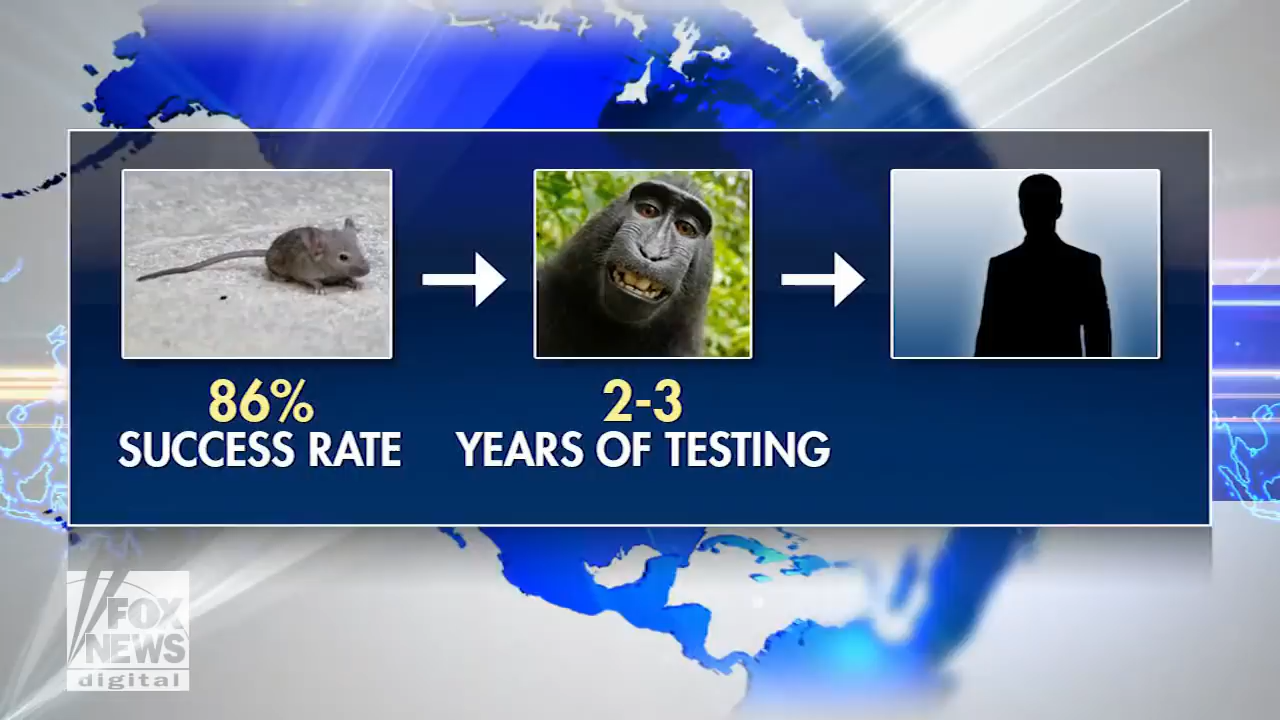 86%
SUCCESS RATE
2-3
YEARS OF TESTING
FOX
NEWS
digital